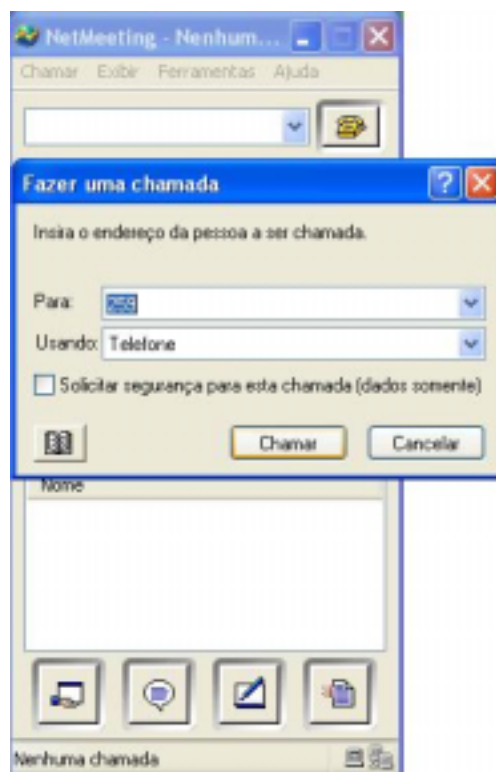 NetMeeting - Nenhum...
Chamar Exibir Ferramentas Ajuda
Fazer uma chamada
Insira o endereço da pessoa a ser chamada.
Para: 259
Usando: Telefone
Solicitar segurança para esta chamada (dados somente)
Chamar Cancelar
Nome
Nenhuma chamada